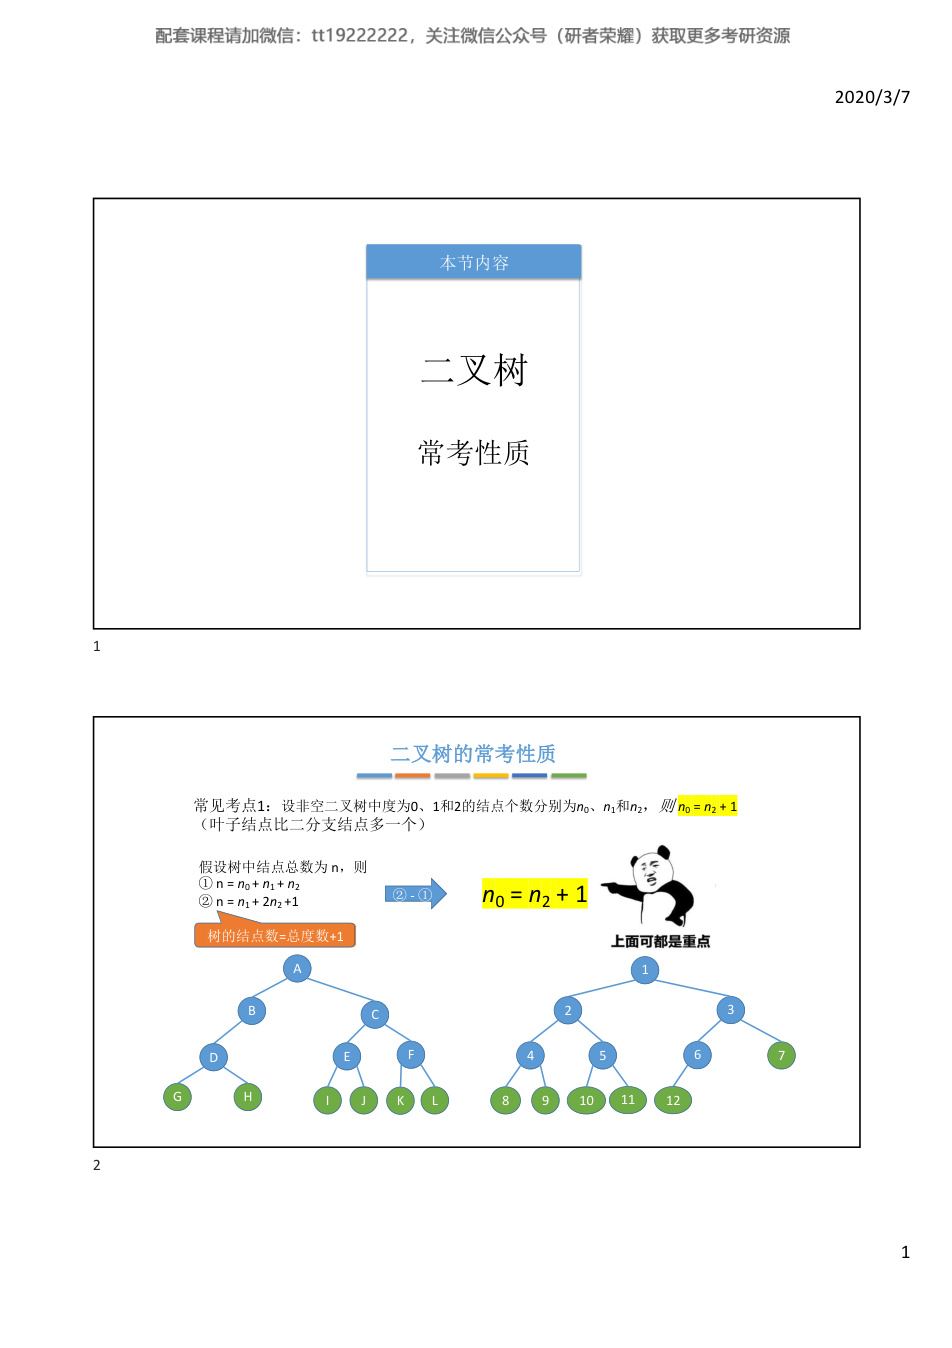 配套课程请加微信：tt19222222，关注微信公众号（研者荣耀）获取更多考研资源
2020/3/7
本节内容
二叉树
常考性质
1
二叉树的常考性质
常见考点1：设非空二叉树中度为0、1和2的结点个数分别为n₀、n₁和n₂，则 n₀ = n₂ + 1
（叶子结点比二分支结点多一个）
假设树中结点总数为 n，则
① n = n₀ + n₁ + n₂
② n = n₁ + 2n₂ +1
② - ①
n₀ = n₂ + 1
树的结点数=总度数+1
上面可都是重点
A
B
C
D
E
F
G
H
I
J
K
L
1
2
3
4
5
6
7
8
9
10
11
12
2
1